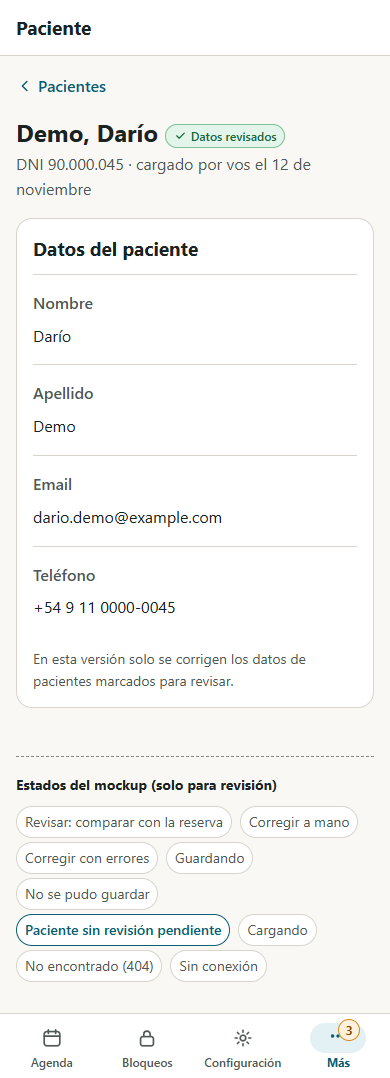 Paciente
Pacientes
Demo, Darío
Datos revisados
DNI 90.000.045 · cargado por vos el 12 de
noviembre
Datos del paciente
Nombre
Darío
Apellido
Demo
Email
dario.demo@example.com
Teléfono
+54 9 11 0000-0045
En esta versión solo se corrigen los datos de
pacientes marcados para revisar.
Estados del mockup (solo para revisión)
Revisar: comparar con la reserva
Corregir a mano
Corregir con errores
Guardando
No se pudo guardar
Paciente sin revisión pendiente
Cargando
No encontrado (404)
Sin conexión
3
Agenda
Bloqueos
Configuración
Más